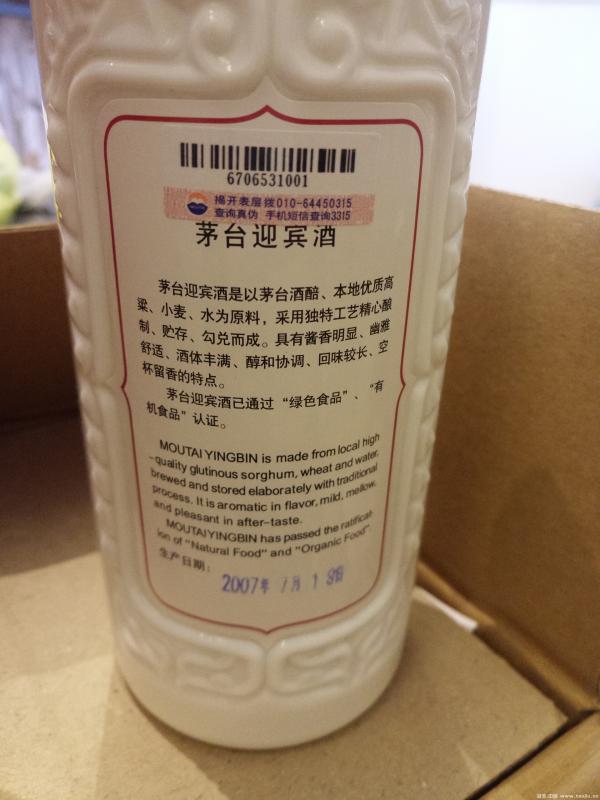 6706531001
揭开表层拨010-64450315
查询真伪 手机短信查询3315
茅台迎宾酒
茅台迎宾酒是以茅台酒醅、本地优质高
粱、小麦、水为原料，采用独特工艺精心酿
制、贮存、勾兑而成。具有酱香明显、幽雅
舒适、酒体丰满、醇和协调、回味较长、空
杯留香的特点。
茅台迎宾酒已通过“绿色食品”、“有
机食品”认证。
MOUTAI YINGBIN is made from local high
-quality glutinous sorghum, wheat and water,
brewed and stored elaborately with traditional
process. It is aromatic in flavor, mild, mellow,
and pleasant in after-taste.
MOUTAI YINGBIN has passed the ratificat-
ion of "Natural Food" and "Organic Food".
生产日期：
2007年 7月 1 日